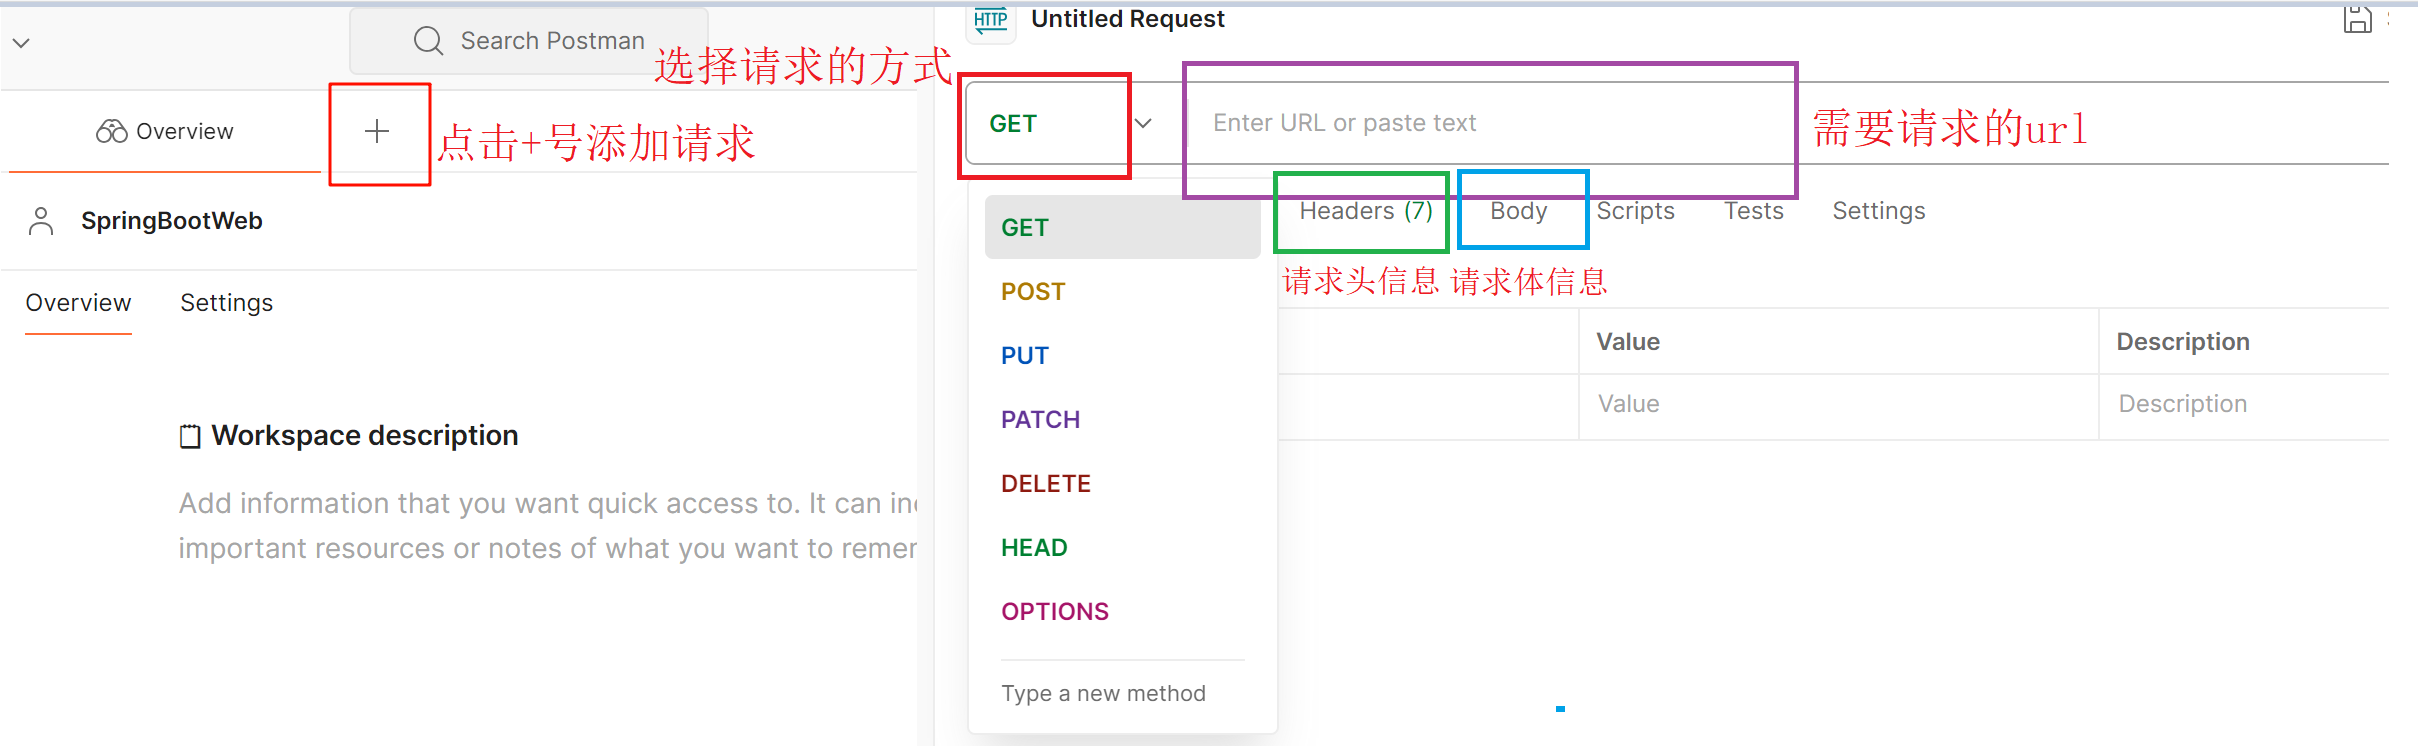 Search Postman
选择请求的方式
Overview
点击+号添加请求
SpringBootWeb
Overview Settings
Workspace description
Add information that you want quick access to. It can inc
important resources or notes of what you want to remer
HTTP Untitled Request
GET Enter URL or paste text
需要请求的url
Headers (7) Body Scripts Tests Settings
请求头信息 请求体信息
GET
POST
PUT
PATCH
DELETE
HEAD
OPTIONS
Type a new method
Value Description
Value Description